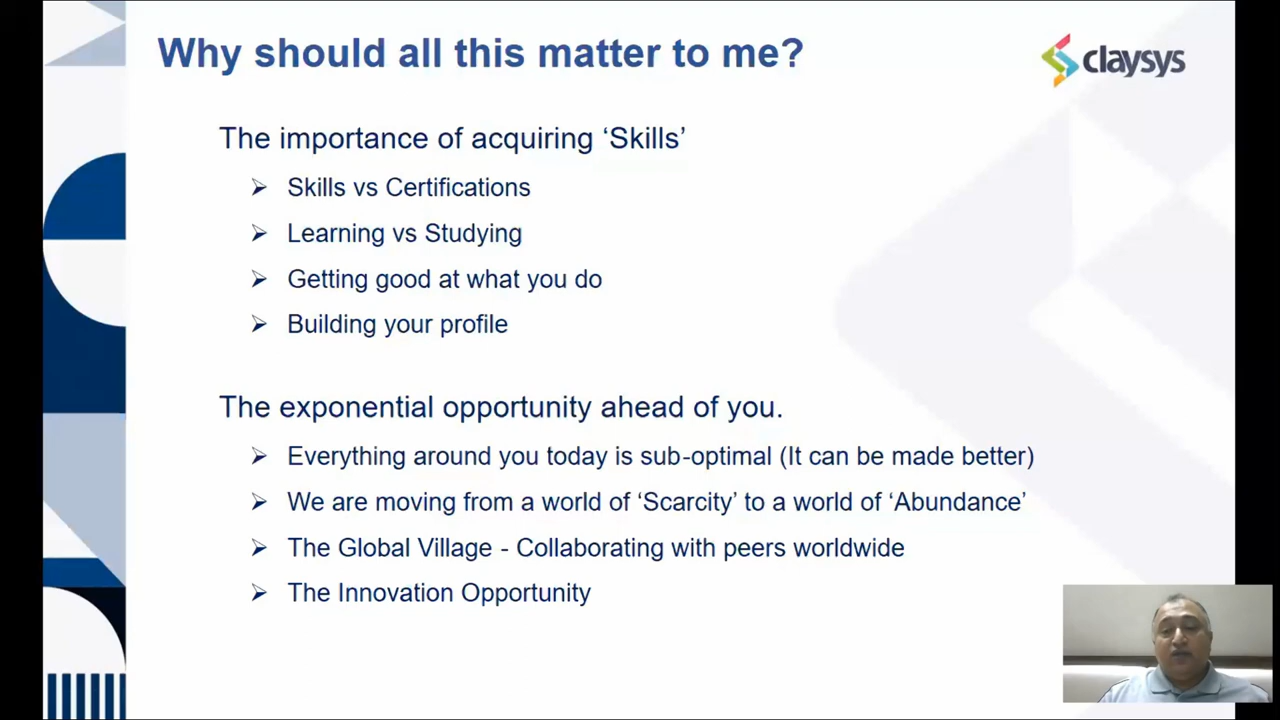 Why should all this matter to me?
claysys
The importance of acquiring ‘Skills’
Skills vs Certifications
Learning vs Studying
Getting good at what you do
Building your profile
The exponential opportunity ahead of you.
Everything around you today is sub-optimal (It can be made better)
We are moving from a world of ‘Scarcity’ to a world of ‘Abundance’
The Global Village - Collaborating with peers worldwide
The Innovation Opportunity